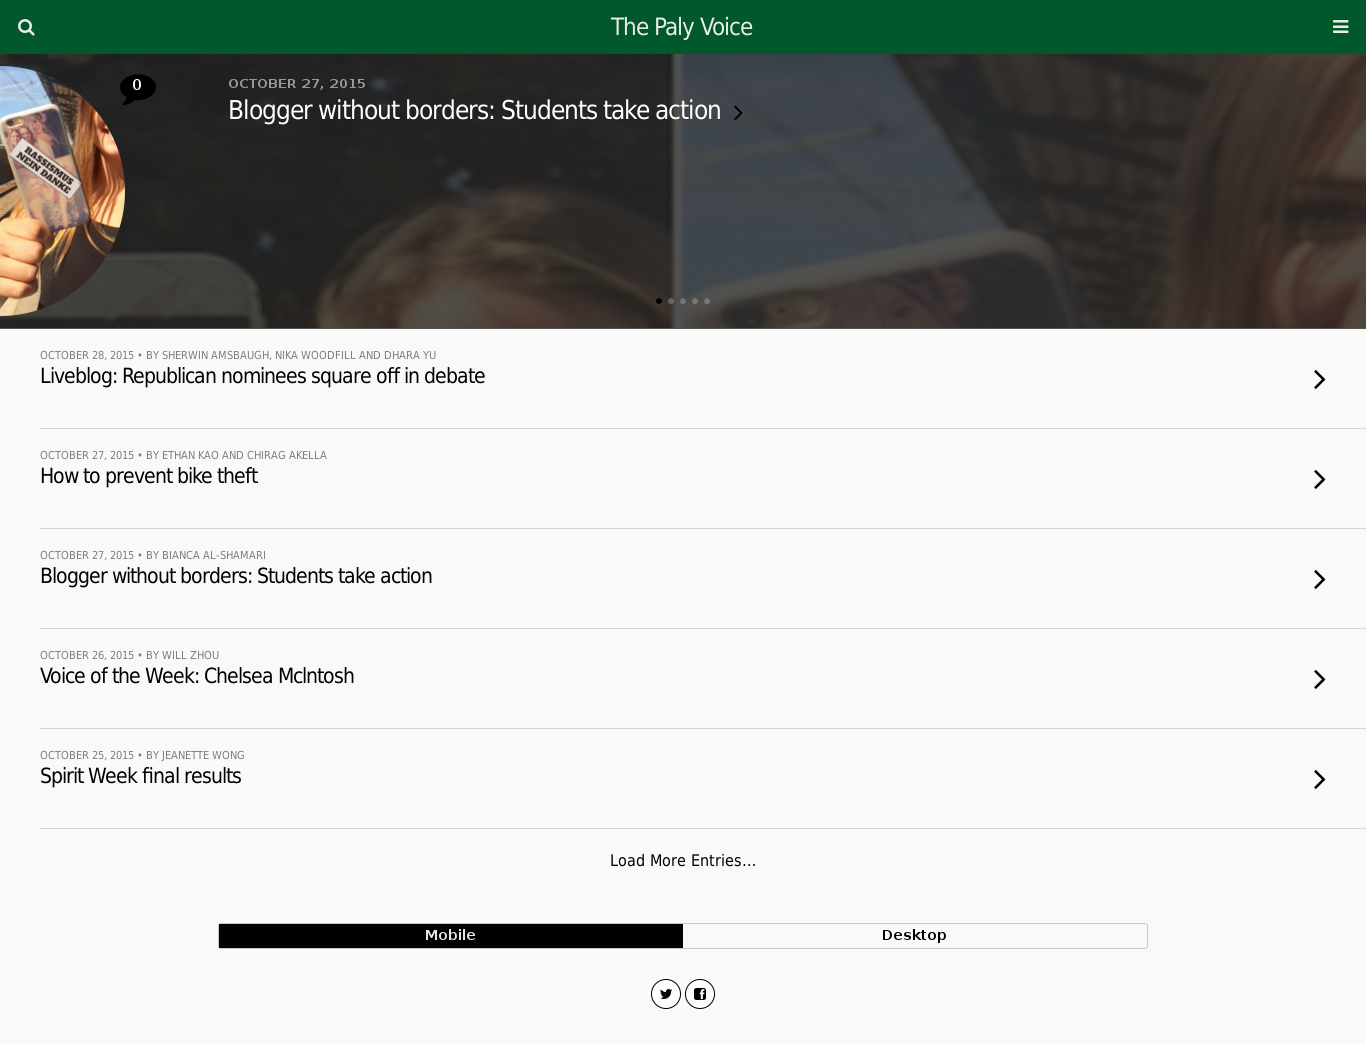 The Paly Voice
0
OCTOBER 27, 2015
Blogger without borders: Students take action
RASSISMUS
NEIN DANKE
OCTOBER 28, 2015 • BY SHERWIN AMSBAUGH, NIKA WOODFILL AND DHARA YU
Liveblog: Republican nominees square off in debate
OCTOBER 27, 2015 • BY ETHAN KAO AND CHIRAG AKELLA
How to prevent bike theft
OCTOBER 27, 2015 • BY BIANCA AL-SHAMARI
Blogger without borders: Students take action
OCTOBER 26, 2015 • BY WILL ZHOU
Voice of the Week: Chelsea McIntosh
OCTOBER 25, 2015 • BY JEANETTE WONG
Spirit Week final results
Load More Entries…
Mobile
Desktop